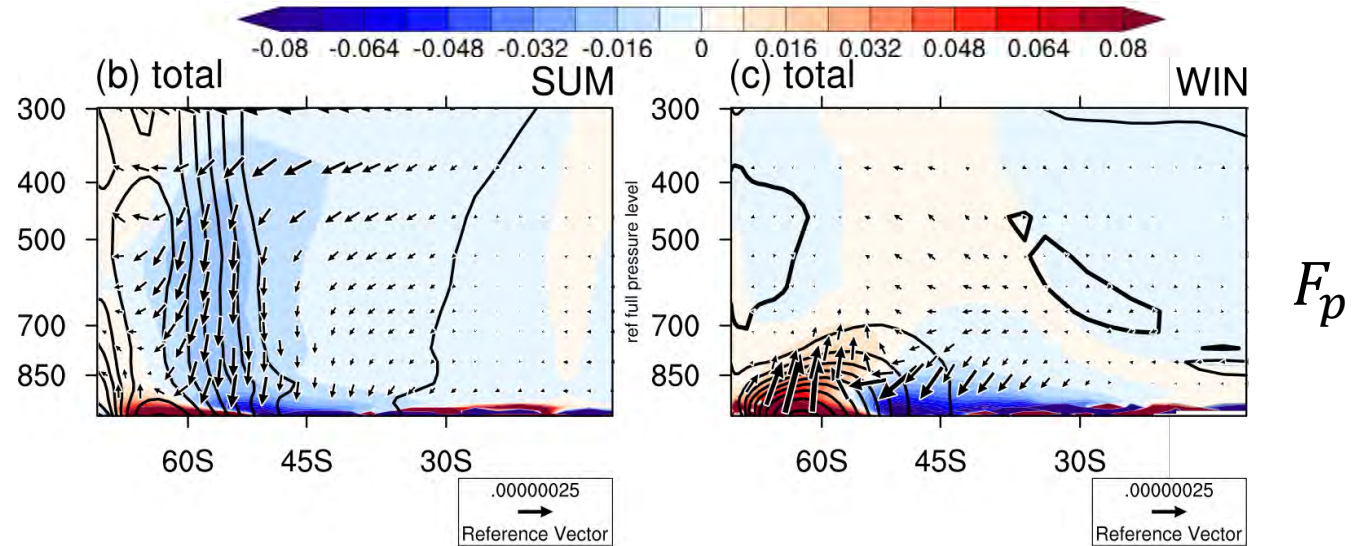 -0.08 -0.064 -0.048 -0.032 -0.016 0 0.016 0.032 0.048 0.064 0.08
(b) total SUM
300
400
500
700
850
60S 45S 30S
.00000025
Reference Vector
(c) total WIN
ref full pressure level
300
400
500
700
850
60S 45S 30S
.00000025
Reference Vector
Fp